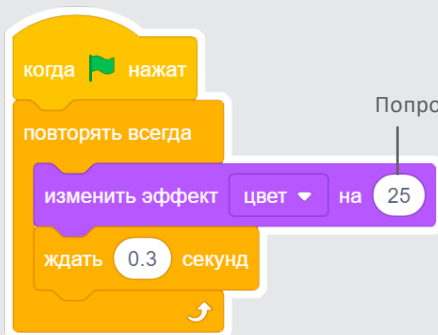 когда нажат
Попро
повторять всегда
изменить эффект цвет на 25
ждать 0.3 секунд